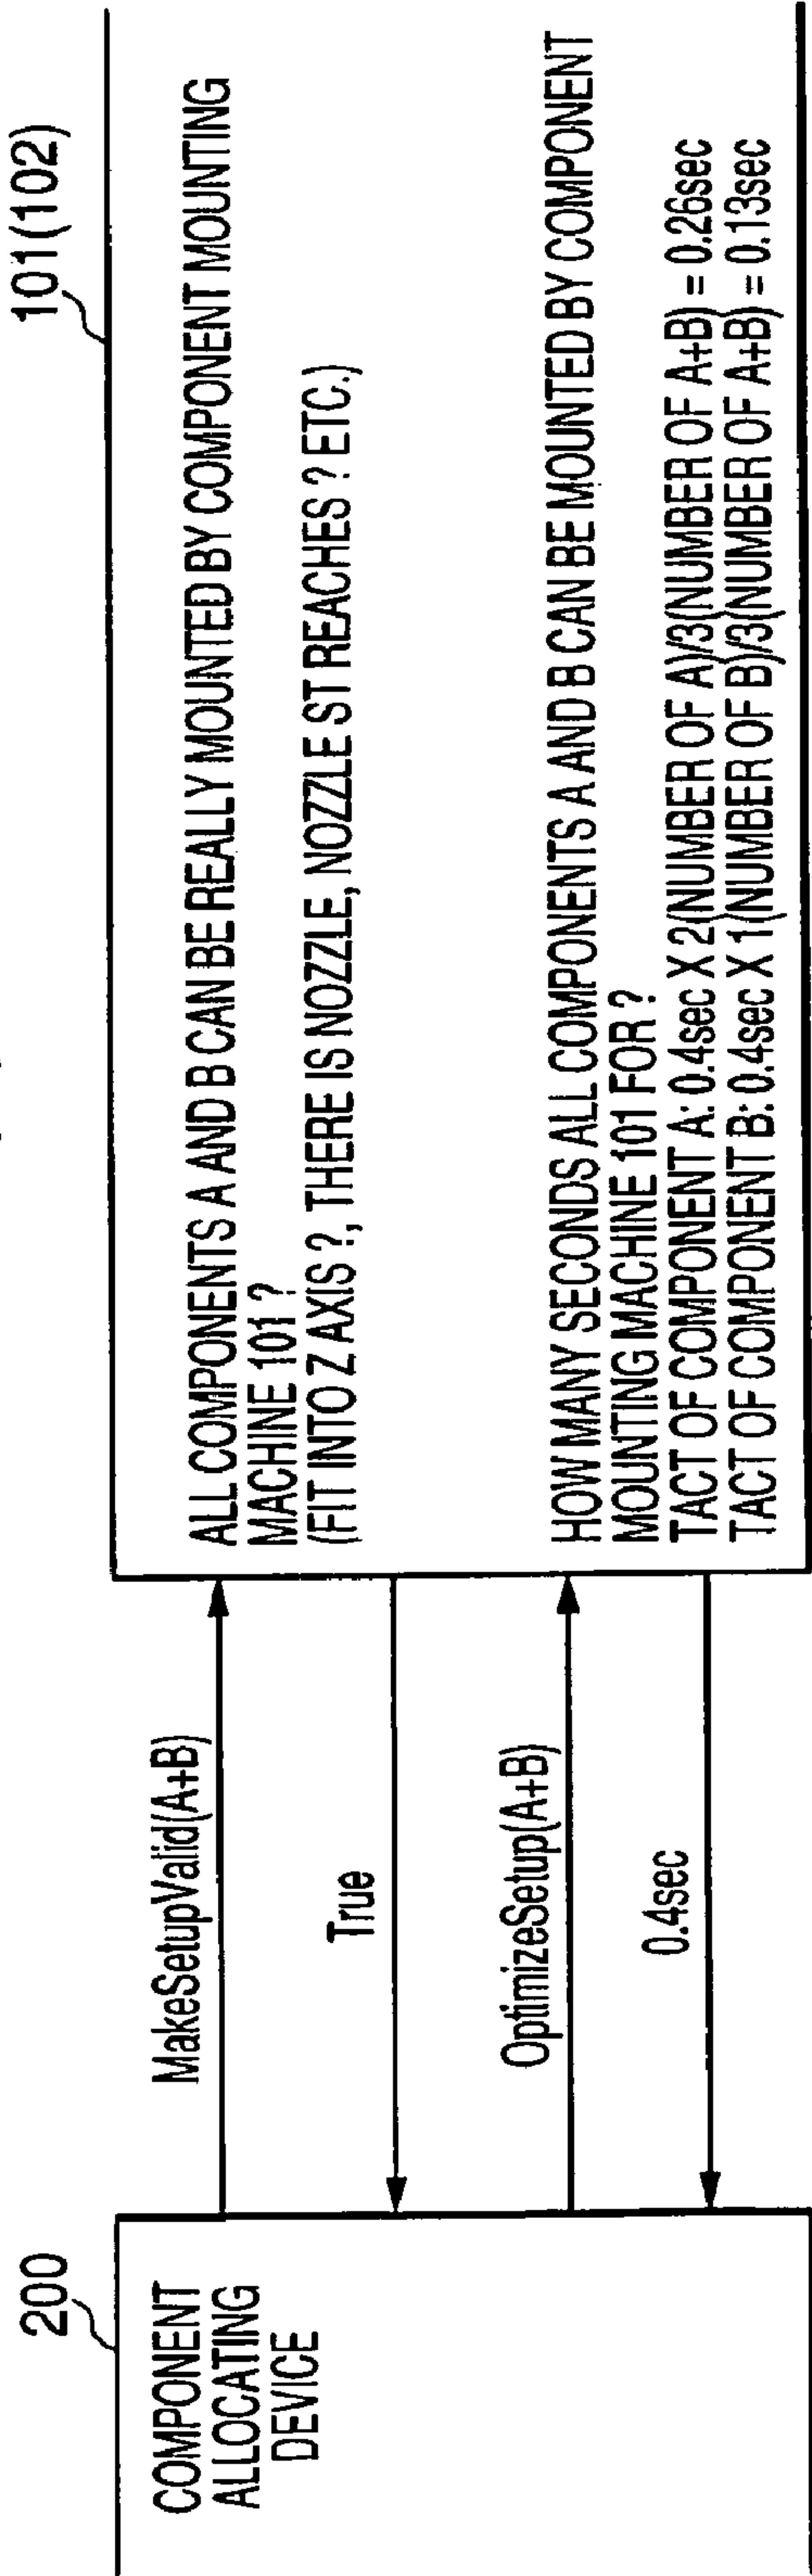 200
COMPONENT
ALLOCATING
DEVICE
MakeSetupValid(A+B)
True
OptimizeSetup(A+B)
0.4sec
101(102)
ALL COMPONENTS A AND B CAN BE REALLY MOUNTED BY COMPONENT MOUNTING
MACHINE 101 ?
(FIT INTO Z AXIS ?, THERE IS NOZZLE, NOZZLE ST REACHES ? ETC.)
HOW MANY SECONDS ALL COMPONENTS A AND B CAN BE MOUNTED BY COMPONENT
MOUNTING MACHINE 101 FOR ?
TACT OF COMPONENT A: 0.4sec X 2(NUMBER OF A)/3(NUMBER OF A+B) = 0.26sec
TACT OF COMPONENT B: 0.4sec X 1(NUMBER OF B)/3(NUMBER OF A+B) = 0.13sec